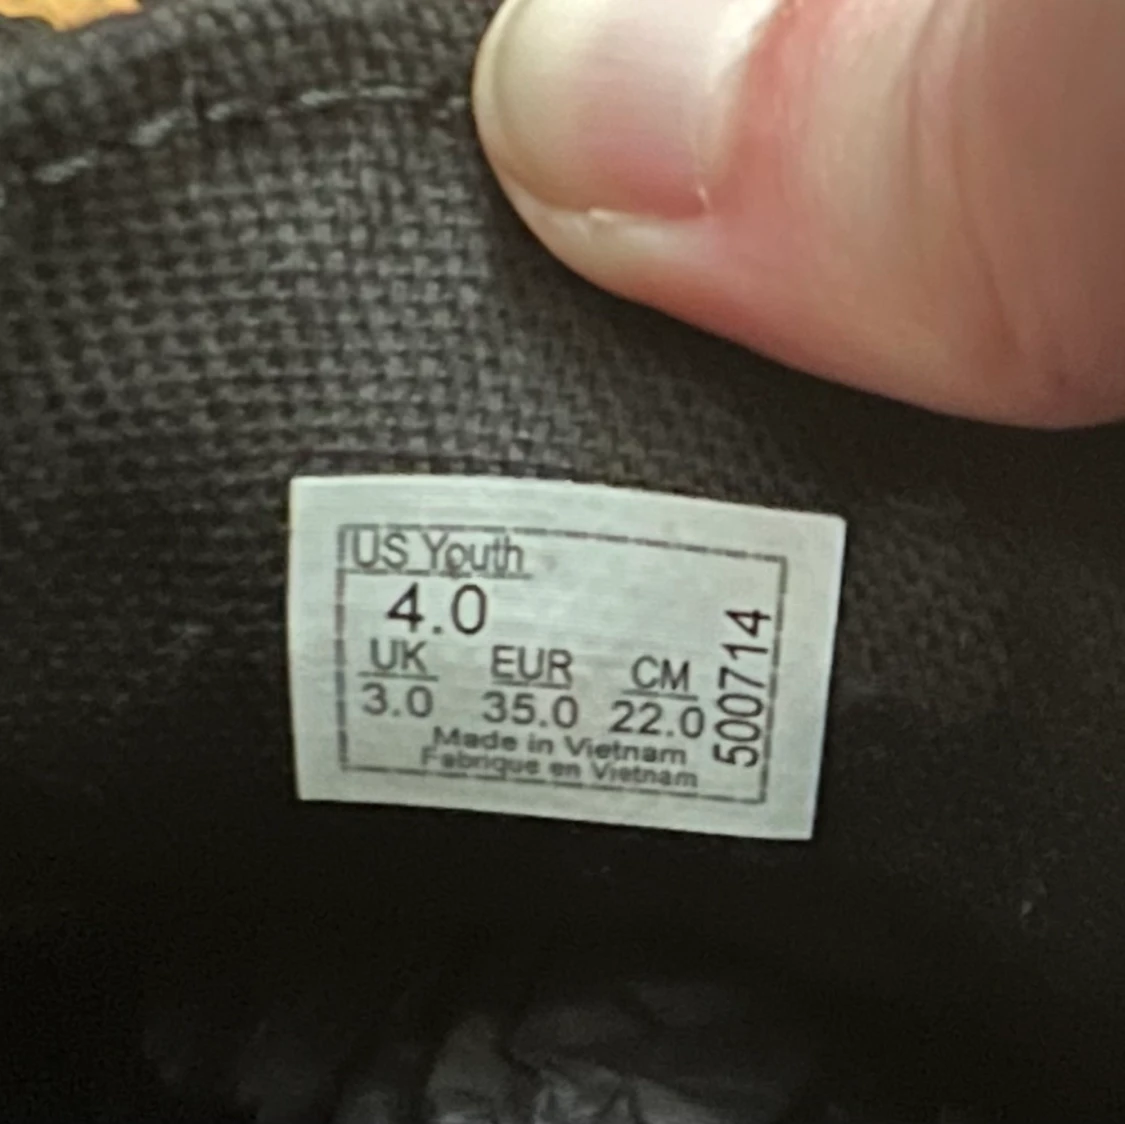 US Youth
4.0
UK EUR CM
3.0 35.0 22.0
Made in Vietnam
Fabrique en Vietnam
500714